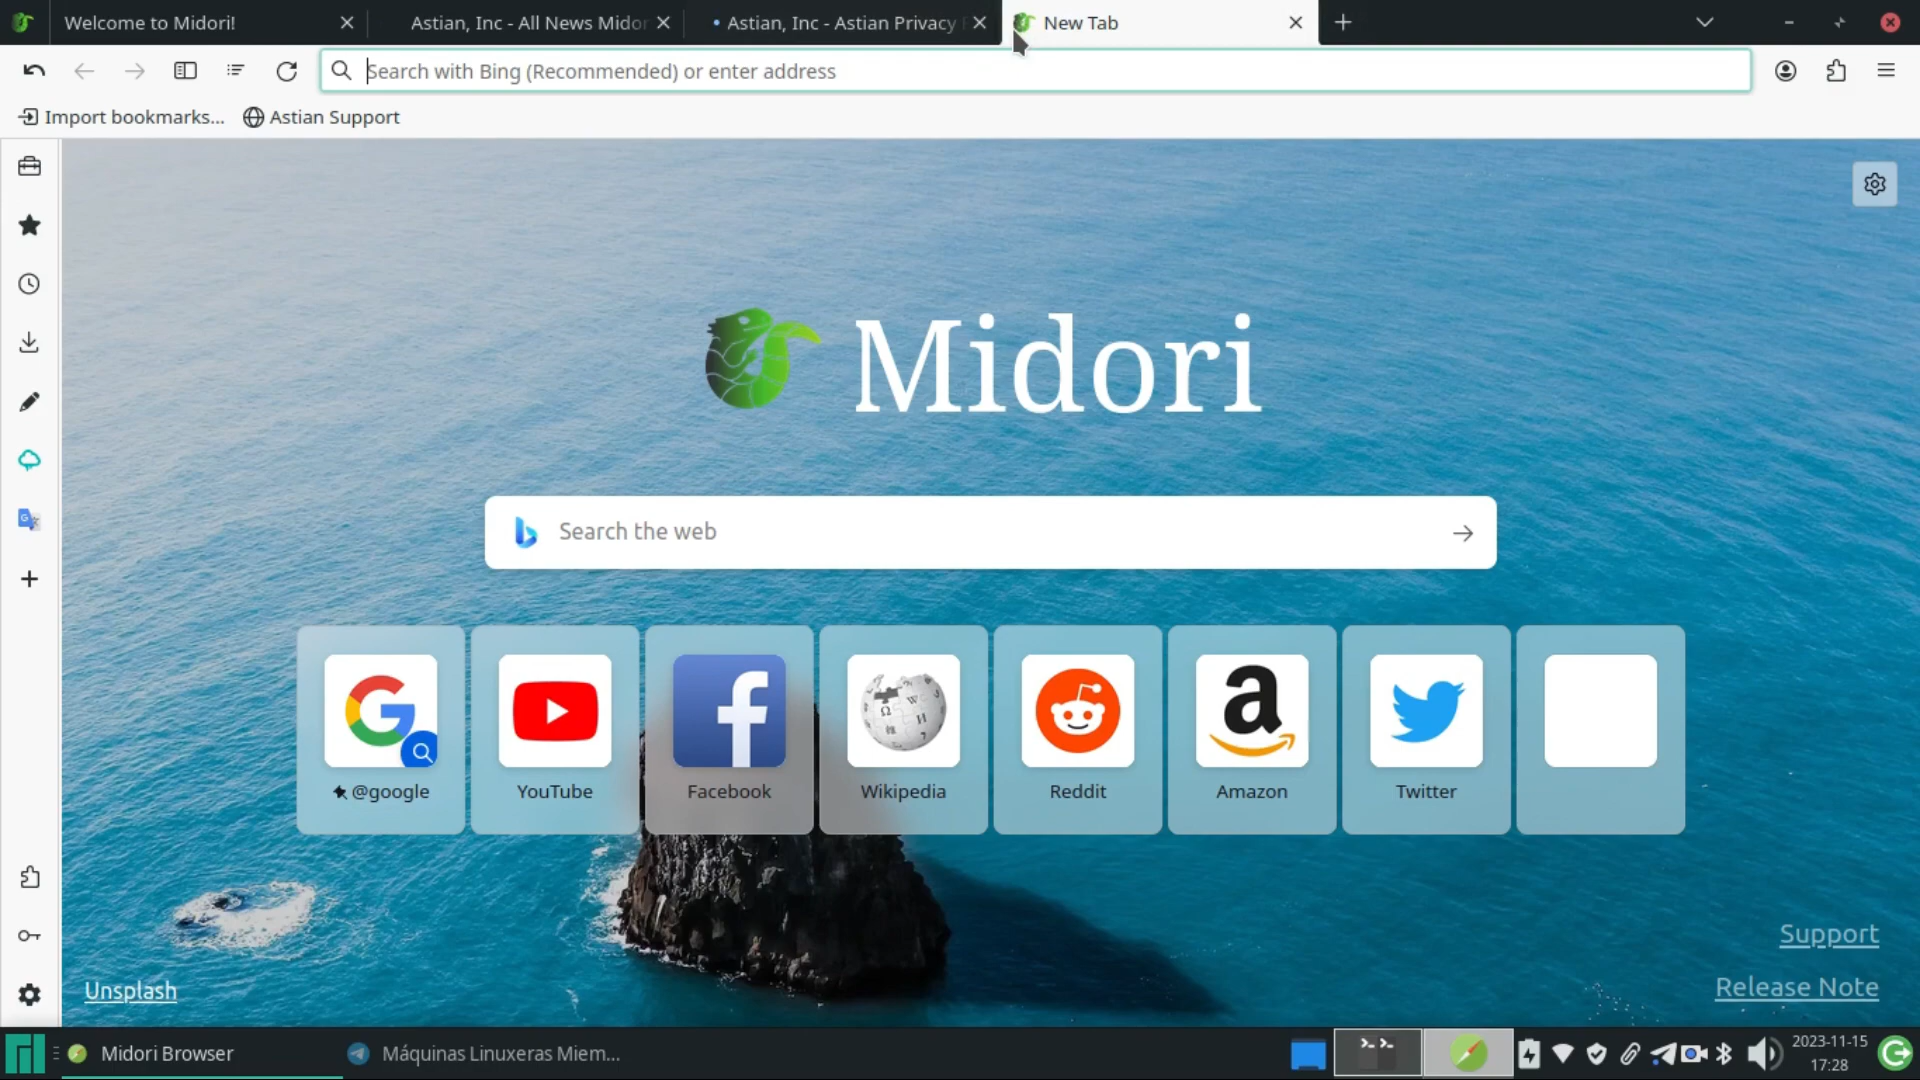 Welcome to Midori!
Astian, Inc - All News Midor
Astian, Inc - Astian Privacy
New Tab
Search with Bing (Recommended) or enter address
Import bookmarks...
Astian Support
Midori
Search the web
@google
YouTube
Facebook
Wikipedia
Reddit
Amazon
Twitter
Support
Release Note
Unsplash
Midori Browser
Máquinas Linuxeras Miem...
2023-11-15
17:28